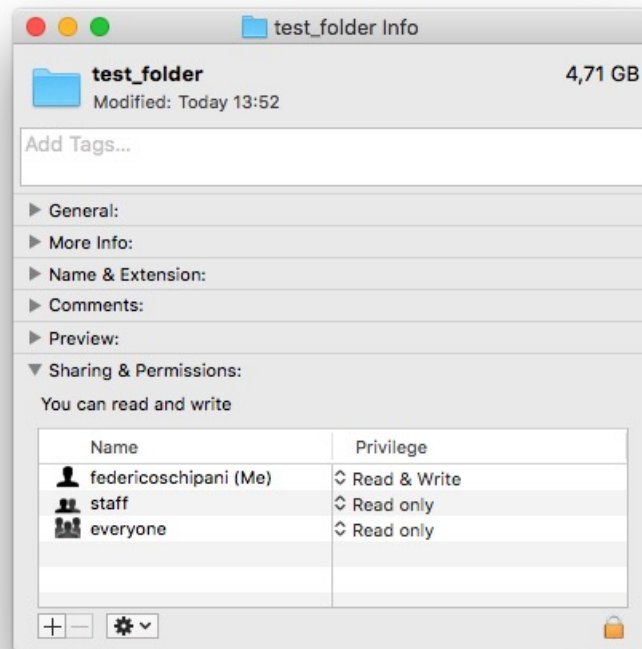 test_folder Info
test_folder 4,71 GB
Modified: Today 13:52
Add Tags...
General:
More Info:
Name & Extension:
Comments:
Preview:
Sharing & Permissions:
You can read and write
Name Privilege
federicoschipani (Me) Read & Write
staff Read only
everyone Read only